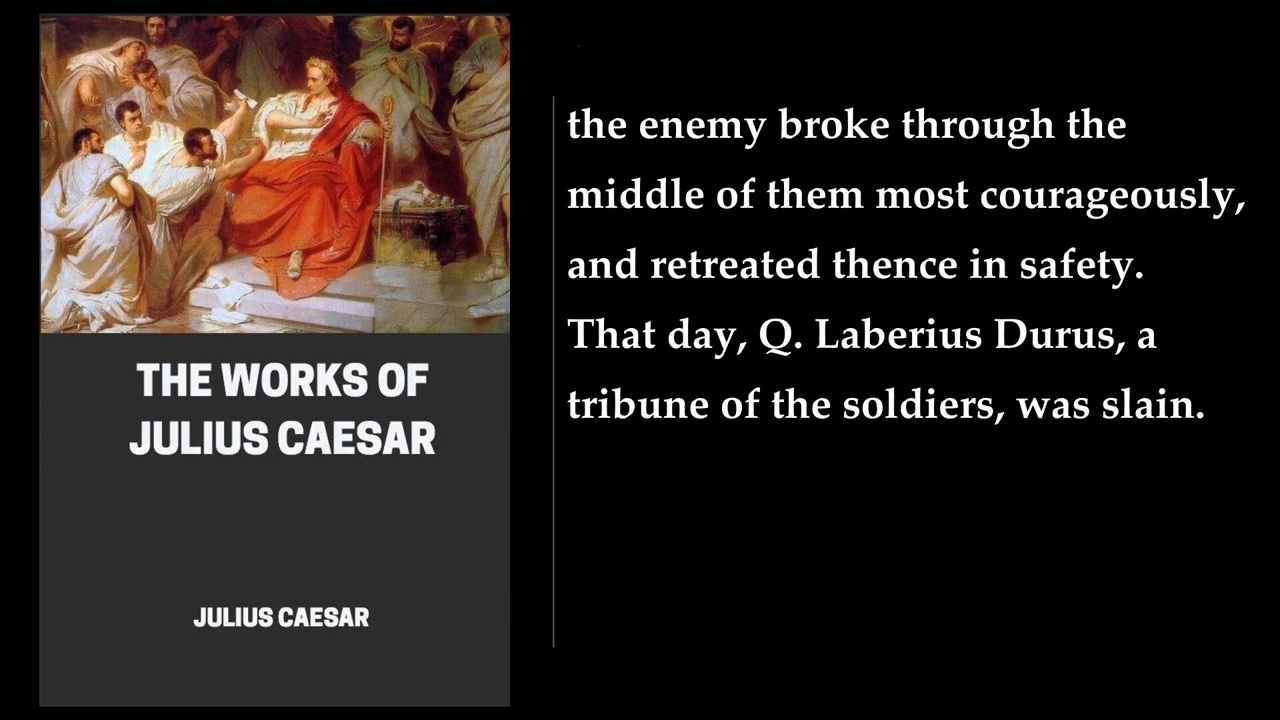 THE WORKS OF
JULIUS CAESAR
JULIUS CAESAR
the enemy broke through the
middle of them most courageously,
and retreated thence in safety.
That day, Q. Laberius Durus, a
tribune of the soldiers, was slain.